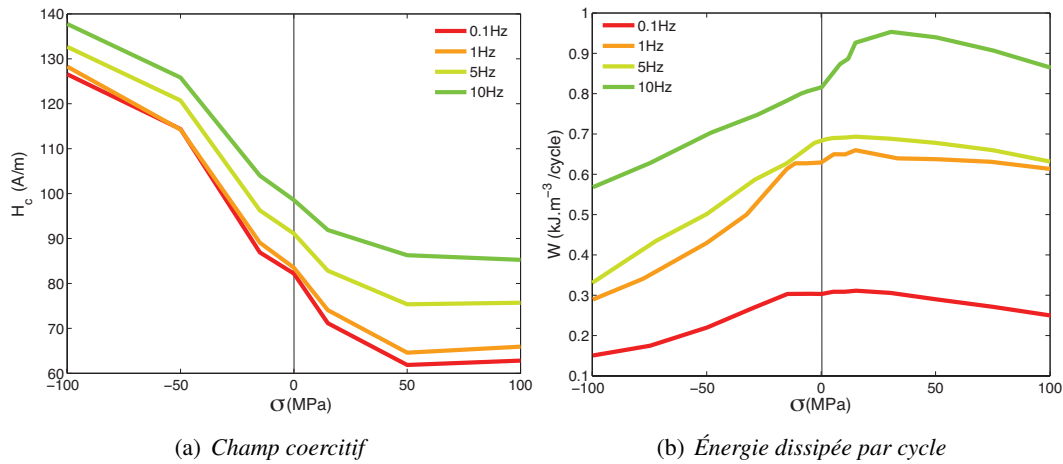 140
130
120
110
100
90
80
70
60
−100
−50
0
50
100
H_c (A/m)
σ(MPa)
0.1Hz
1Hz
5Hz
10Hz
(a) Champ coercitif
1
0.9
0.8
0.7
0.6
0.5
0.4
0.3
0.2
0.1
−100
−50
0
50
100
W (kJ.m⁻³ /cycle)
σ(MPa)
0.1Hz
1Hz
5Hz
10Hz
(b) Énergie dissipée par cycle